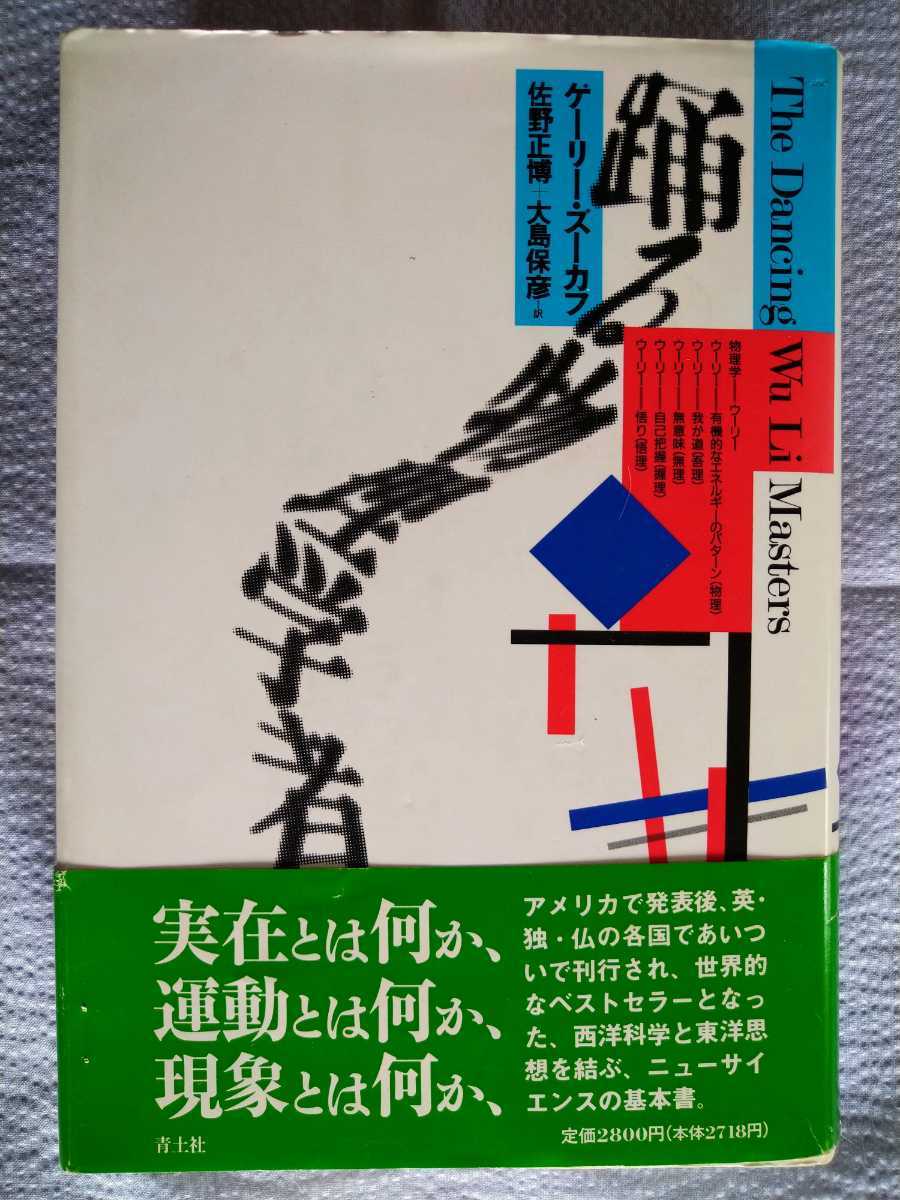 The Dancing Wu Li Masters
踊る物理学者
ゲーリー・ズーカフ
佐野正博+大島保彦=訳
物理学——ウーリー
ウーリー——有機的なエネルギーのパターン(物理)
ウーリー——我が道(吾理)
ウーリー——無意味(無理)
ウーリー——自己把握(握理)
ウーリー——悟り(悟理)
実在とは何か、
運動とは何か、
現象とは何か、
アメリカで発表後、英・
独・仏の各国であいつ
いで刊行され、世界的
なベストセラーとなっ
た、西洋科学と東洋思
想を結ぶ、ニューサイ
エンスの基本書。
青土社
定価2800円(本体2718円)